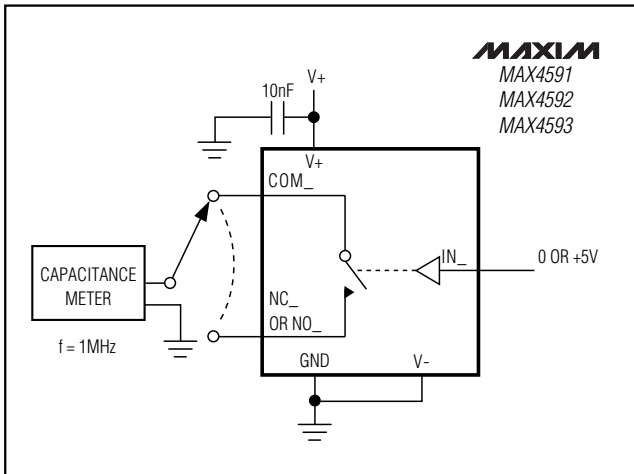 MAXIM
MAX4591
MAX4592
MAX4593
V+
10nF
V+
COM_
IN_
0 OR +5V
CAPACITANCE
METER
f = 1MHz
NC_
OR NO_
GND
V-